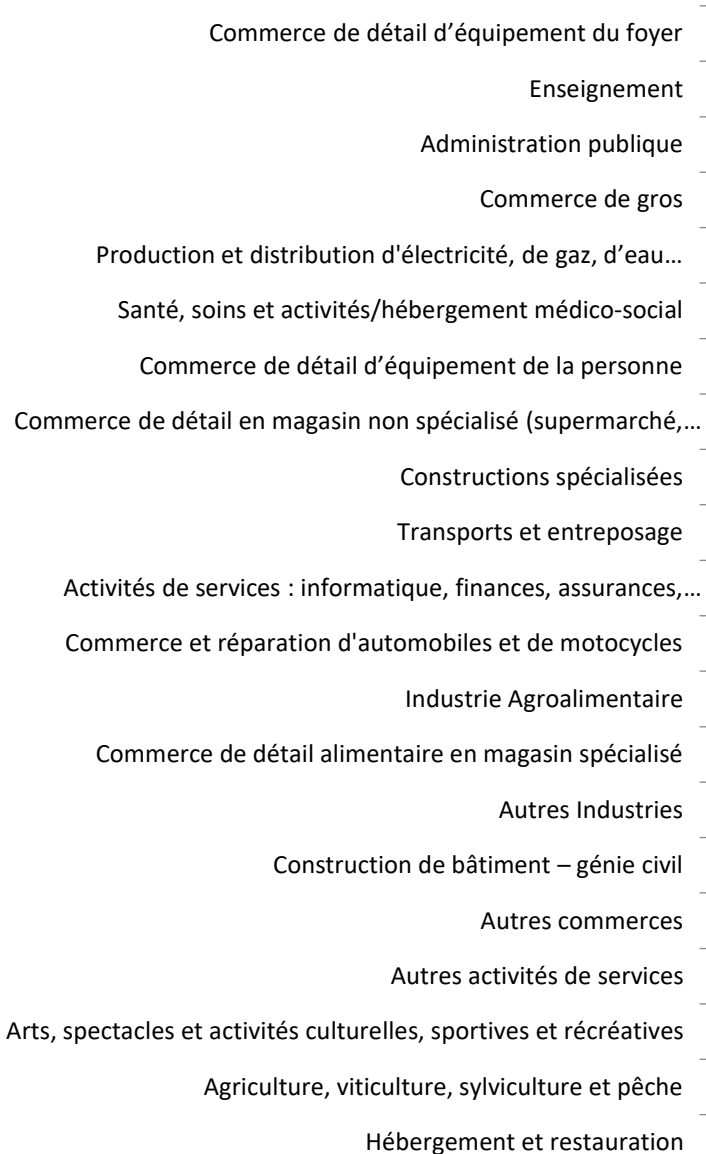 Commerce de détail d’équipement du foyer
Enseignement
Administration publique
Commerce de gros
Production et distribution d'électricité, de gaz, d’eau…
Santé, soins et activités/hébergement médico-social
Commerce de détail d’équipement de la personne
Commerce de détail en magasin non spécialisé (supermarché,…
Constructions spécialisées
Transports et entreposage
Activités de services : informatique, finances, assurances,…
Commerce et réparation d'automobiles et de motocycles
Industrie Agroalimentaire
Commerce de détail alimentaire en magasin spécialisé
Autres Industries
Construction de bâtiment – génie civil
Autres commerces
Autres activités de services
Arts, spectacles et activités culturelles, sportives et récréatives
Agriculture, viticulture, sylviculture et pêche
Hébergement et restauration